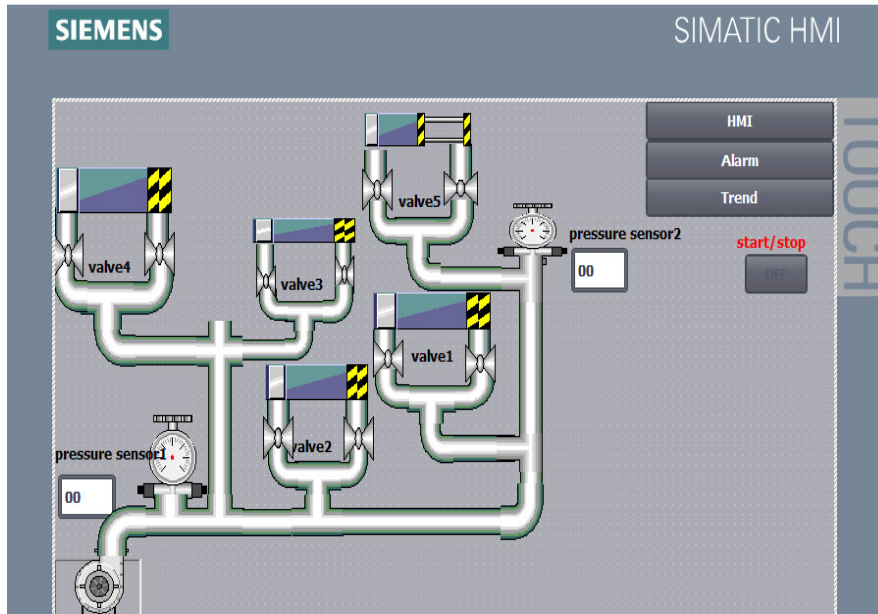 SIEMENS
SIMATIC HMI
TOUCH
HMI
Alarm
Trend
start/stop
OFF
valve5
pressure sensor2
00
valve4
valve3
valve1
valve2
pressure sensor1
00